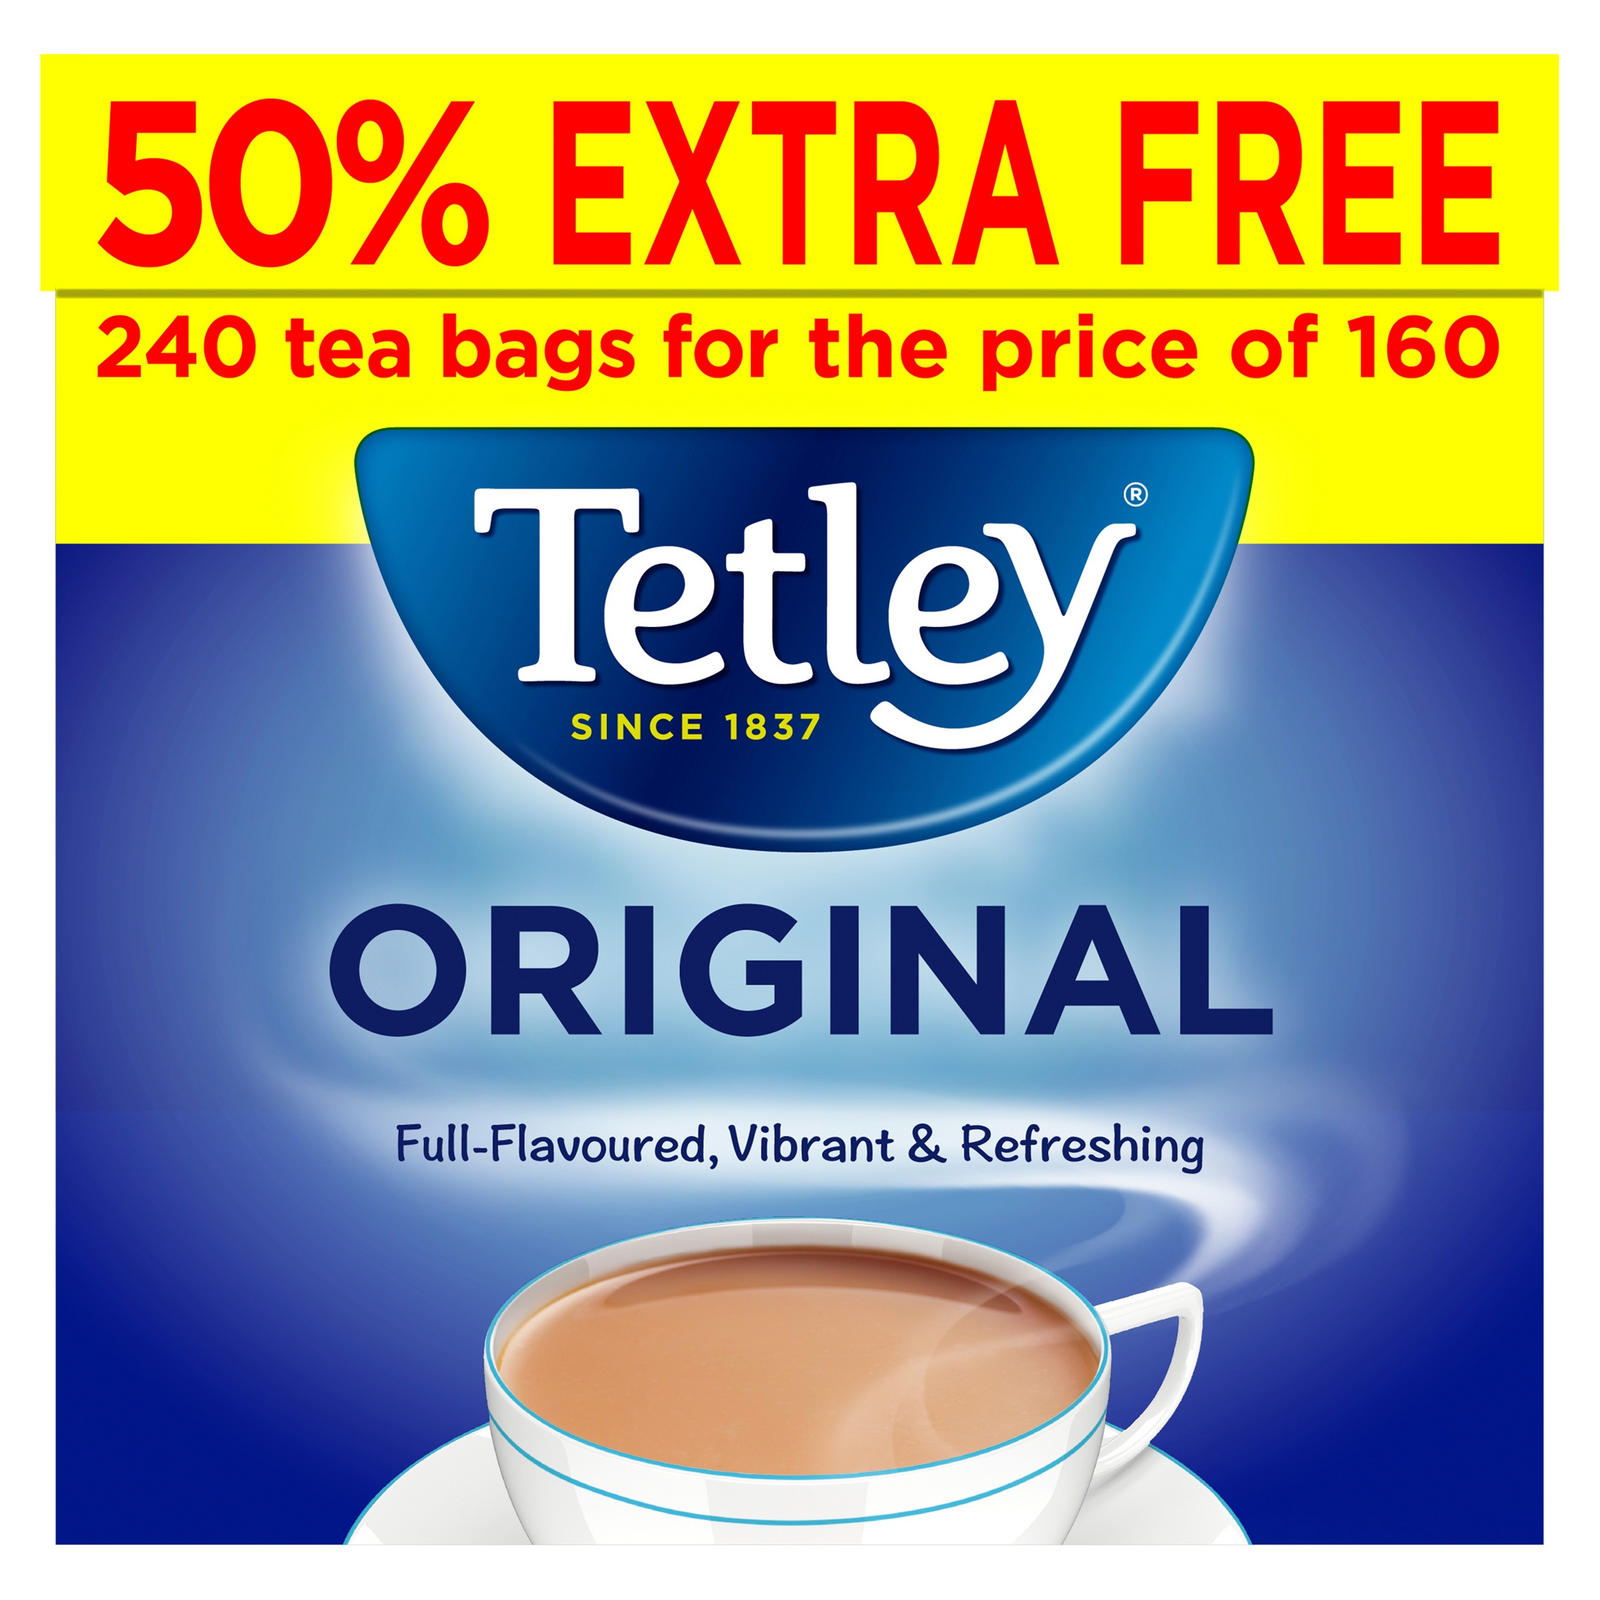 50% EXTRA FREE
240 tea bags for the price of 160
Tetley®
SINCE 1837
ORIGINAL
Full-Flavoured, Vibrant & Refreshing